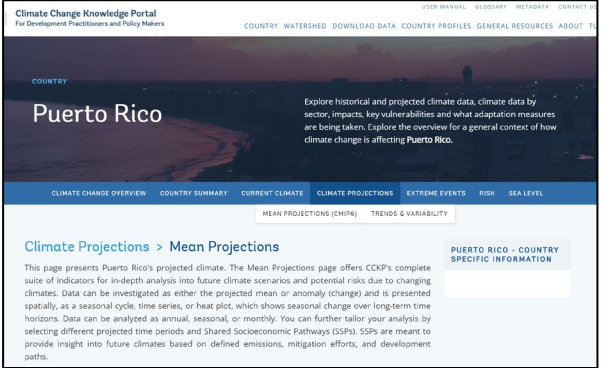 Climate Change Knowledge Portal
For Development Practitioners and Policy Makers
USER MANUAL GLOSSARY METADATA CONTACT US
COUNTRY WATERSHED DOWNLOAD DATA COUNTRY PROFILES GENERAL RESOURCES ABOUT TU
COUNTRY
Puerto Rico
Explore historical and projected climate data, climate data by
sector, impacts, key vulnerabilities and what adaptation measures
are being taken. Explore the overview for a general context of how
climate change is affecting Puerto Rico.
CLIMATE CHANGE OVERVIEW COUNTRY SUMMARY CURRENT CLIMATE CLIMATE PROJECTIONS EXTREME EVENTS RISK SEA LEVEL
MEAN PROJECTIONS (CMIP6) TRENDS & VARIABILITY
Climate Projections > Mean Projections
This page presents Puerto Rico's projected climate. The Mean Projections page offers CCKP's complete
suite of indicators for in-depth analysis into future climate scenarios and potential risks due to changing
climates. Data can be investigated as either the projected mean or anomaly (change) and is presented
spatially, as a seasonal cycle, time series, or heat plot, which shows seasonal change over long-term time
horizons. Data can be analyzed as annual, seasonal, or monthly. You can further tailor your analysis by
selecting different projected time periods and Shared Socioeconomic Pathways (SSPs). SSPs are meant to
provide insight into future climates based on defined emissions, mitigation efforts, and development
paths.
PUERTO RICO - COUNTRY
SPECIFIC INFORMATION